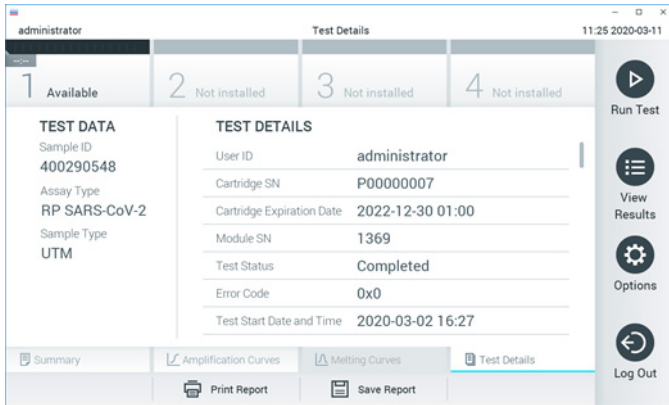 administrator Test Details 11:25 2020-03-11
--:--
1 Available 2 Not installed 3 Not installed 4 Not installed
Run Test
TEST DATA
Sample ID
400290548
Assay Type
RP SARS-CoV-2
Sample Type
UTM
TEST DETAILS
User ID administrator
Cartridge SN P00000007
Cartridge Expiration Date 2022-12-30 01:00
Module SN 1369
Test Status Completed
Error Code 0x0
Test Start Date and Time 2020-03-02 16:27
View
Results
Options
Summary Amplification Curves Melting Curves Test Details
Print Report Save Report
Log Out